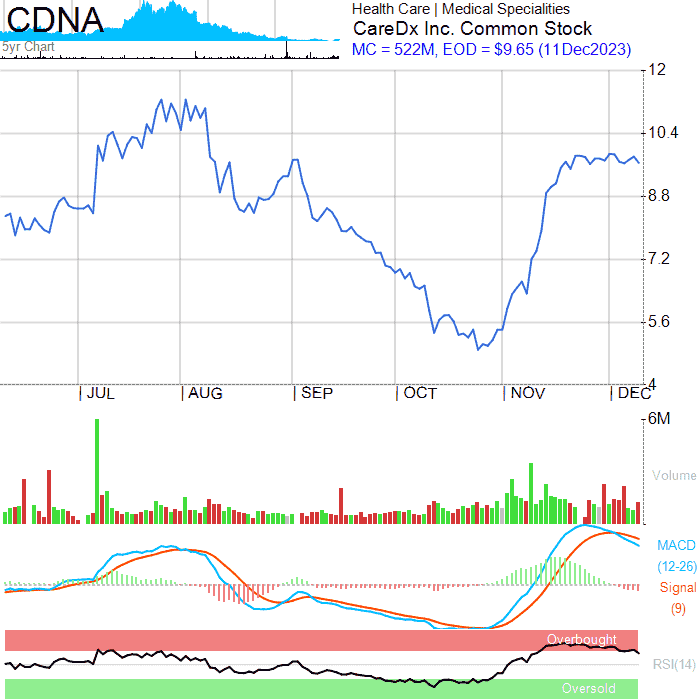 CDNA
5yr Chart
Health Care | Medical Specialities
CareDx Inc. Common Stock
MC = 522M, EOD = $9.65 (11Dec2023)
12
10.4
8.8
7.2
5.6
4
JUL AUG SEP OCT NOV DEC
6M
Volume
MACD
(12-26)
Signal
(9)
Overbought
RSI(14)
Oversold